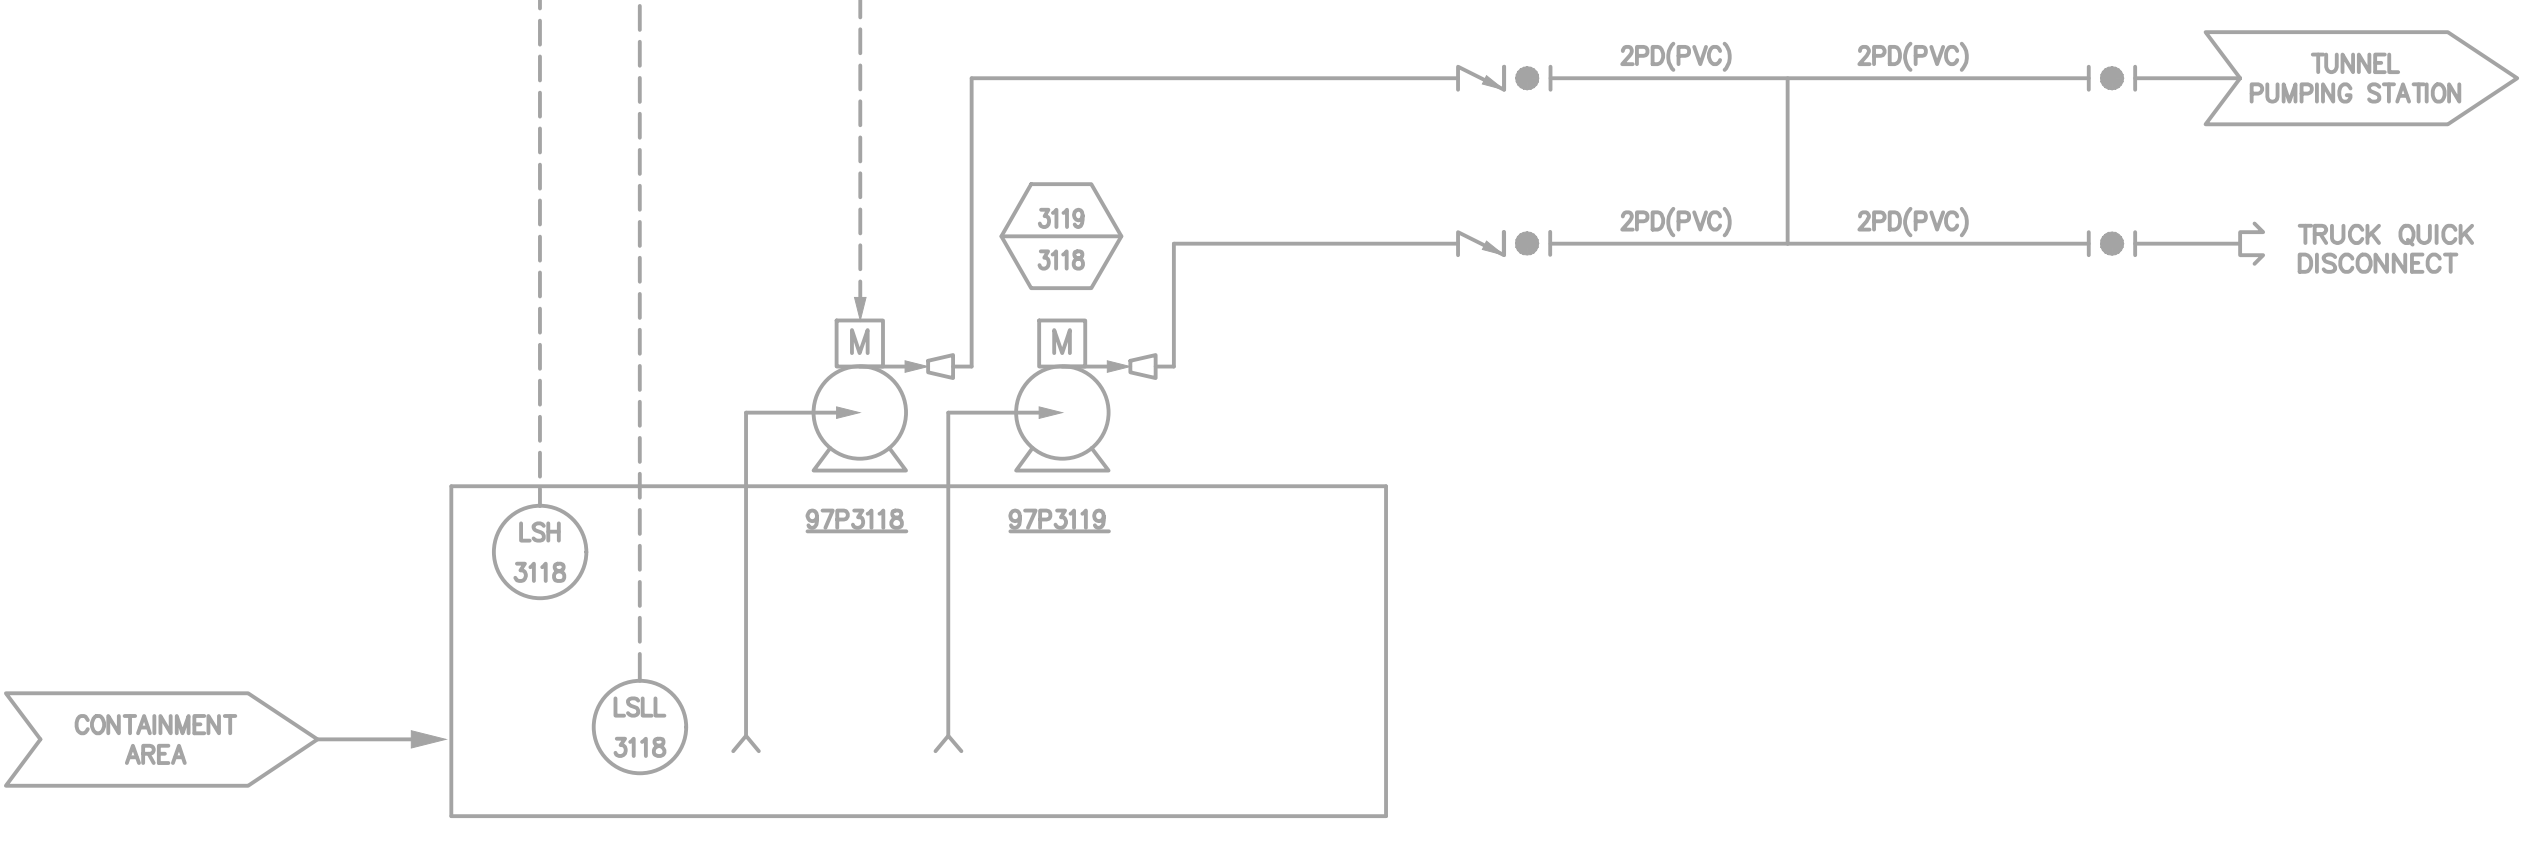 2PD(PVC)
2PD(PVC)
TUNNEL
PUMPING STATION
3119
3118
2PD(PVC)
2PD(PVC)
TRUCK QUICK
DISCONNECT
M
M
97P3118
97P3119
LSH
3118
LSLL
3118
CONTAINMENT
AREA